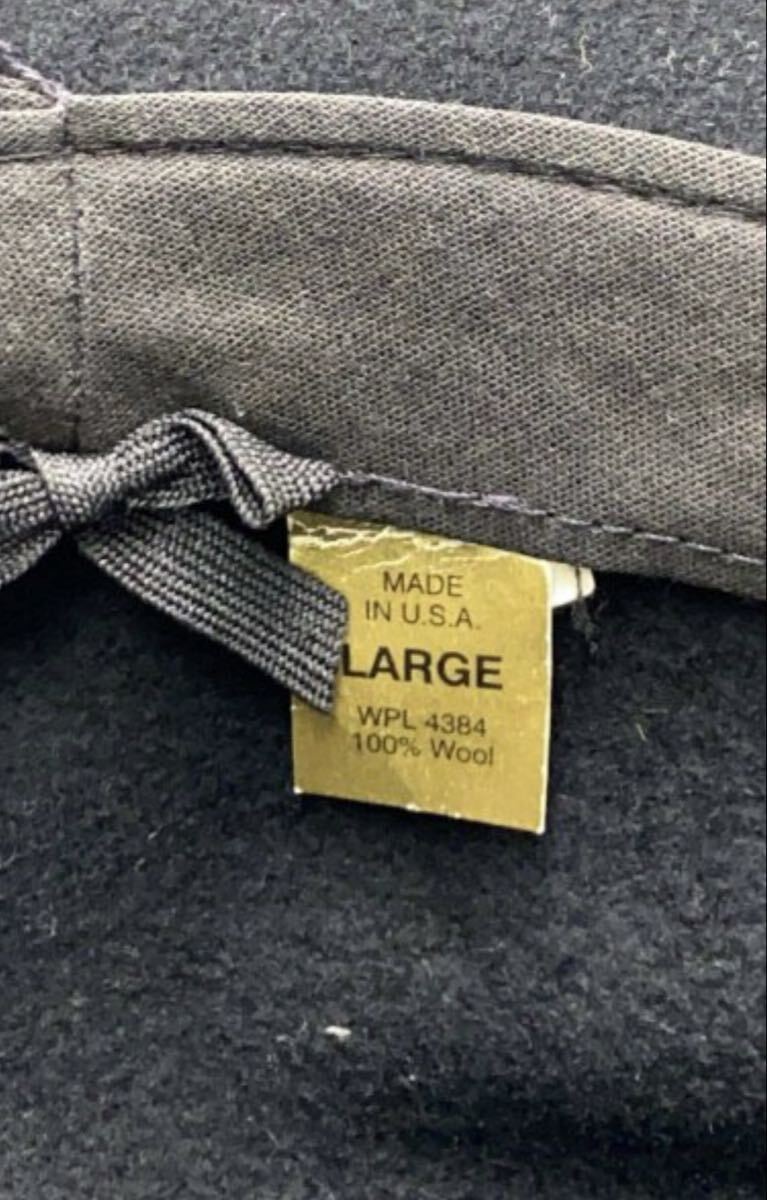 MADE
IN U.S.A.
LARGE
WPL 4384
100% Wool